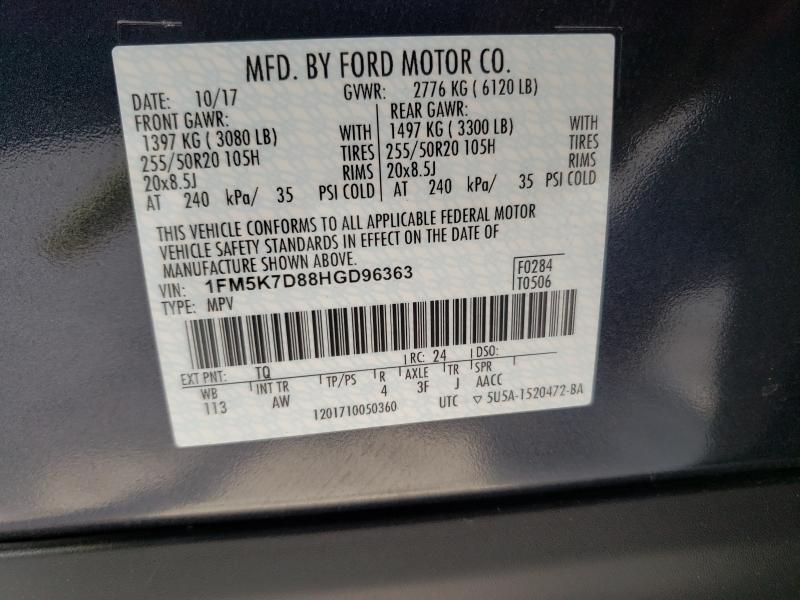 MFD. BY FORD MOTOR CO.
DATE: 10/17 GVWR: 2776 KG ( 6120 LB)
FRONT GAWR: REAR GAWR:
1397 KG ( 3080 LB) WITH 1497 KG ( 3300 LB) WITH
255/50R20 105H TIRES 255/50R20 105H TIRES
20x8.5J RIMS 20x8.5J RIMS
AT 240 kPa/ 35 PSI COLD AT 240 kPa/ 35 PSI COLD
THIS VEHICLE CONFORMS TO ALL APPLICABLE FEDERAL MOTOR
VEHICLE SAFETY STANDARDS IN EFFECT ON THE DATE OF
MANUFACTURE SHOWN ABOVE.
VIN: 1FM5K7D88HGD96363 F0284
TYPE: MPV T0506
EXT PNT: TQ RC: 24 DSO:
WB INT TR TP/PS R AXLE TR SPR
113 AW 4 3F J AACC
1201710050360 UTC ▽ 5U5A-1520472-BA